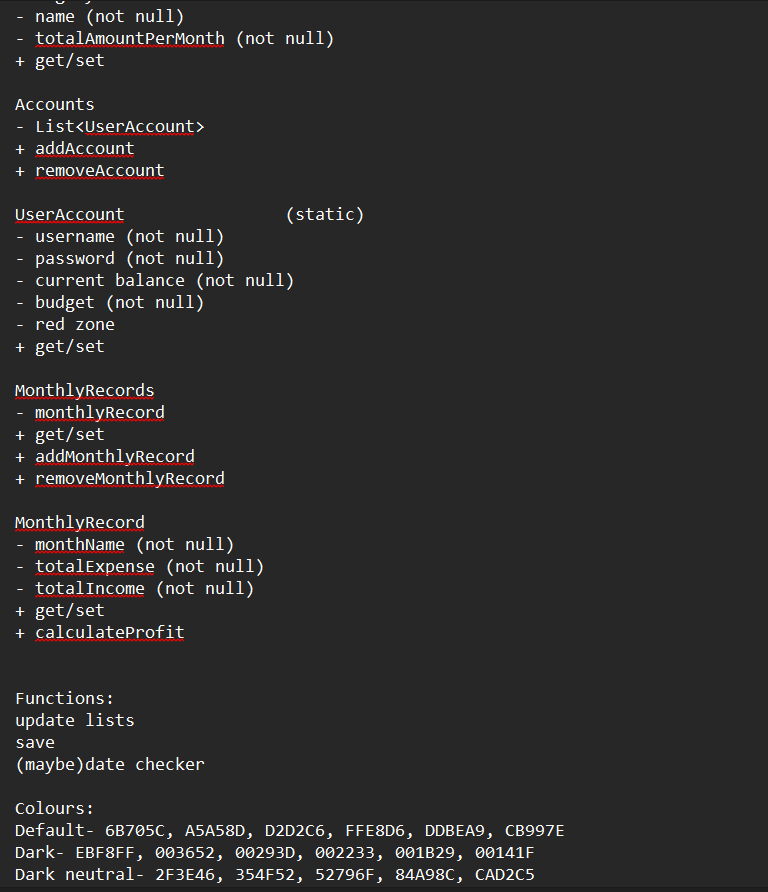 - name (not null)
- totalAmountPerMonth (not null)
+ get/set
Accounts
- List<UserAccount>
+ addAccount
+ removeAccount
UserAccount (static)
- username (not null)
- password (not null)
- current balance (not null)
- budget (not null)
- red zone
+ get/set
MonthlyRecords
- monthlyRecord
+ get/set
+ addMonthlyRecord
+ removeMonthlyRecord
MonthlyRecord
- monthName (not null)
- totalExpense (not null)
- totalIncome (not null)
+ get/set
+ calculateProfit
Functions:
update lists
save
(maybe)date checker
Colours:
Default- 6B705C, A5A58D, D2D2C6, FFE8D6, DDBEA9, CB997E
Dark- EBF8FF, 003652, 00293D, 002233, 001B29, 00141F
Dark neutral- 2F3E46, 354F52, 52796F, 84A98C, CAD2C5